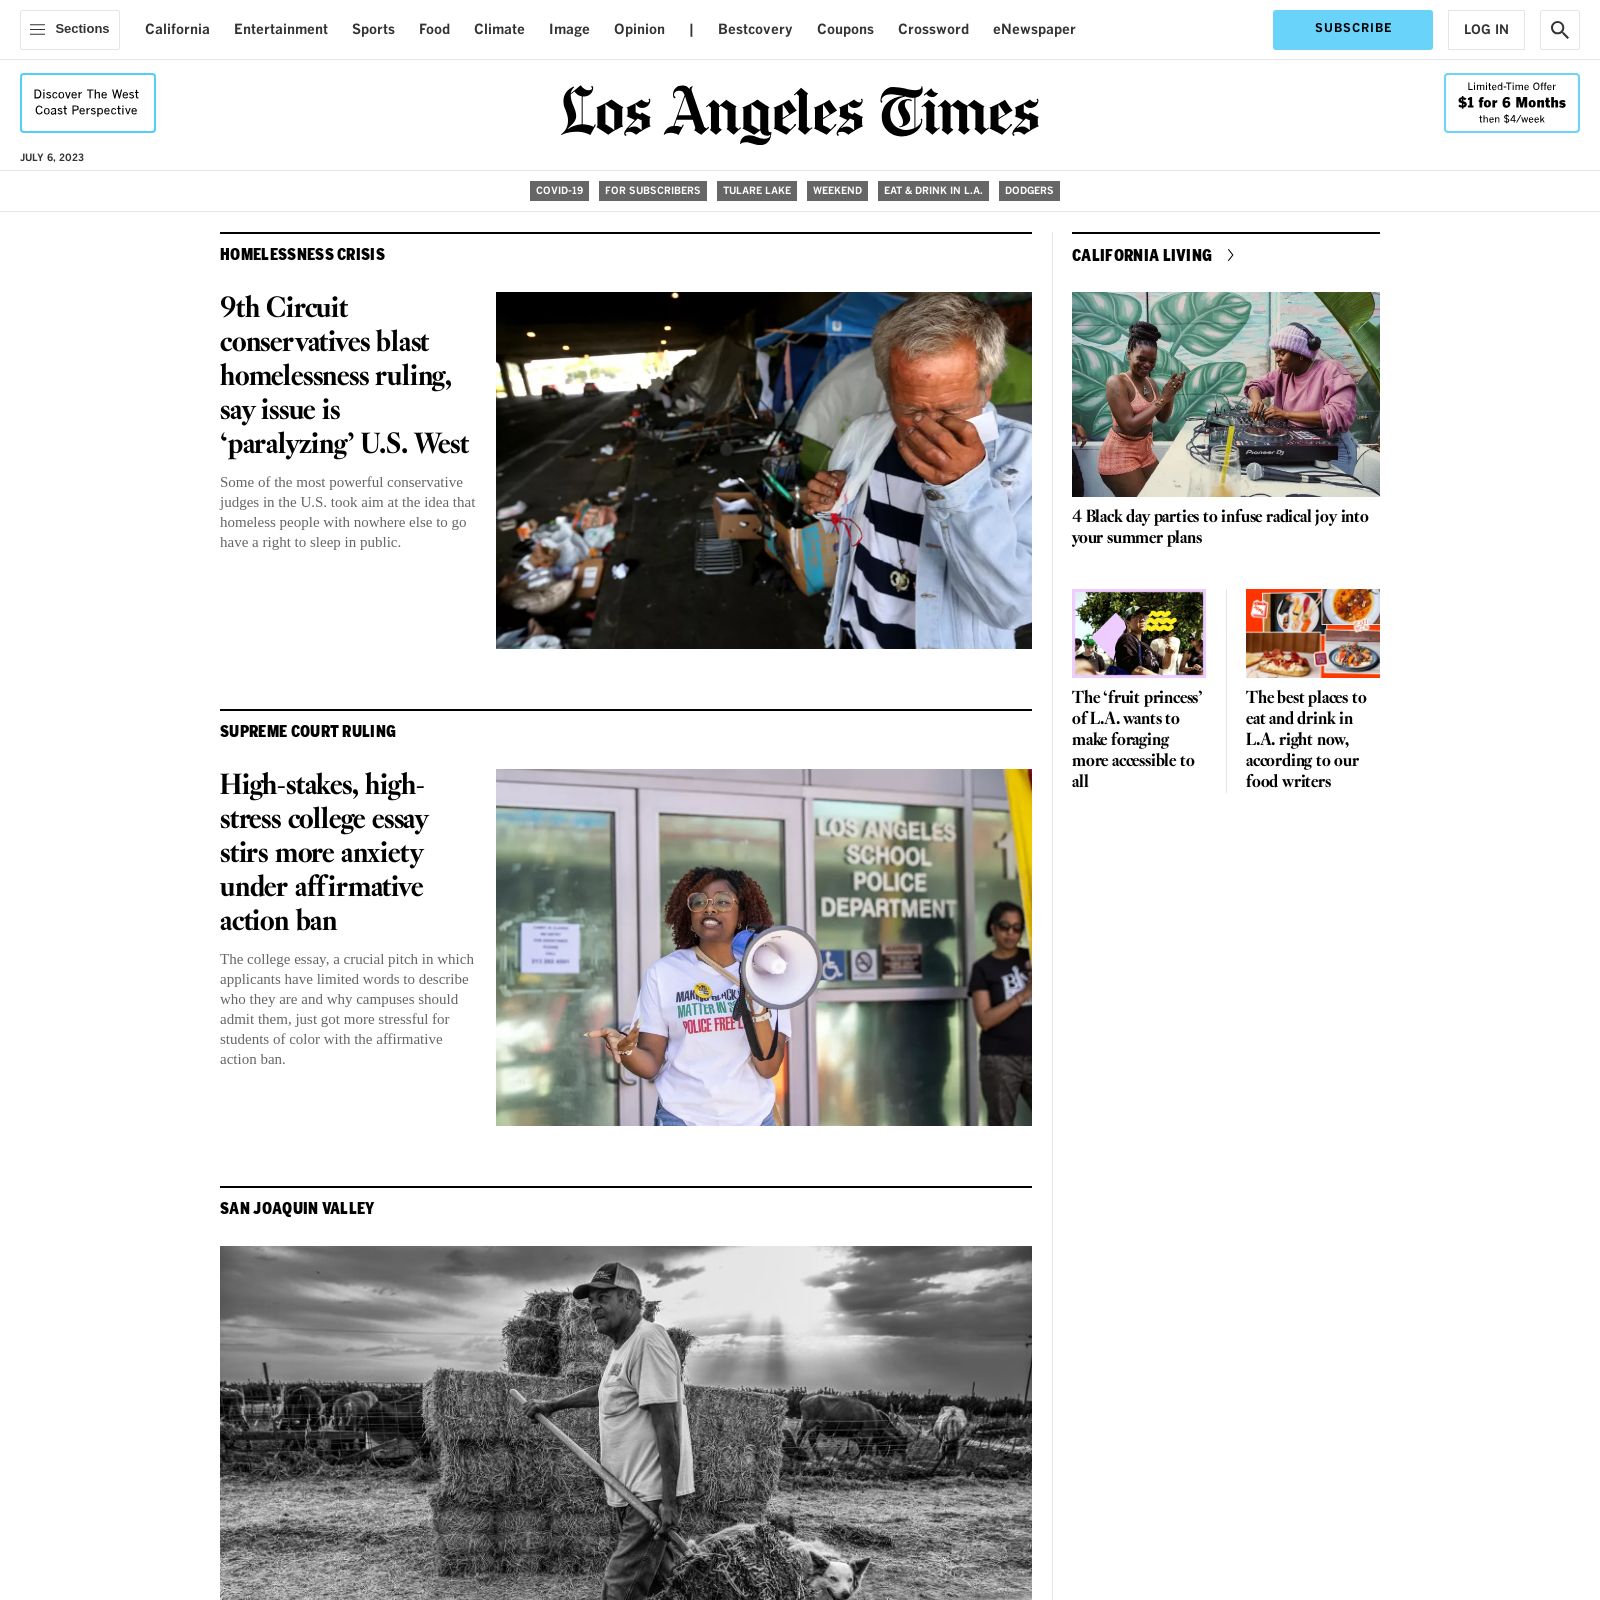 Sections
California
Entertainment
Sports
Food
Climate
Image
Opinion
|
Bestcovery
Coupons
Crossword
eNewspaper
SUBSCRIBE
LOG IN
Discover The West
Coast Perspective
Los Angeles Times
Limited-Time Offer
$1 for 6 Months
then $4/week
JULY 6, 2023
COVID-19
FOR SUBSCRIBERS
TULARE LAKE
WEEKEND
EAT & DRINK IN L.A.
DODGERS
HOMELESSNESS CRISIS
9th Circuit
conservatives blast
homelessness ruling,
say issue is
‘paralyzing’ U.S. West
Some of the most powerful conservative
judges in the U.S. took aim at the idea that
homeless people with nowhere else to go
have a right to sleep in public.
CALIFORNIA LIVING
Pioneer Dj
4 Black day parties to infuse radical joy into
your summer plans
The ‘fruit princess’
of L.A. wants to
make foraging
more accessible to
all
The best places to
eat and drink in
L.A. right now,
according to our
food writers
SUPREME COURT RULING
High-stakes, high-
stress college essay
stirs more anxiety
under affirmative
action ban
The college essay, a crucial pitch in which
applicants have limited words to describe
who they are and why campuses should
admit them, just got more stressful for
students of color with the affirmative
action ban.
LOS ANGELES
SCHOOL
POLICE
DEPARTMENT
1
MATTER IN
POLICE FREE
SAN JOAQUIN VALLEY